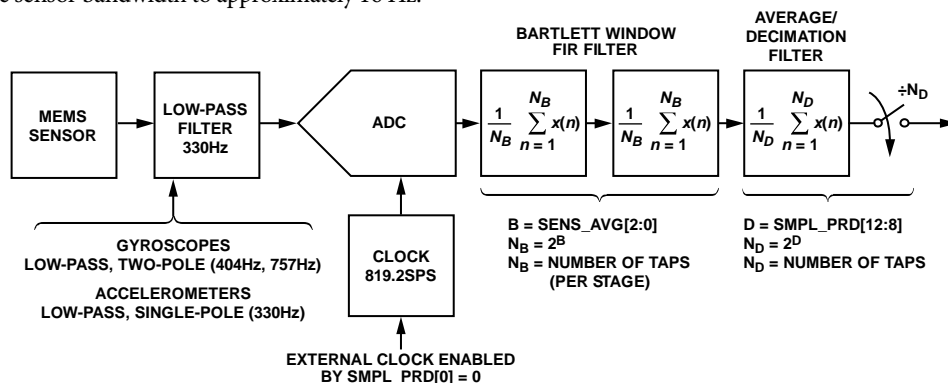 e sensor bandwidth to approximately 16 Hz.
BARTLETT WINDOW
FIR FILTER
AVERAGE/
DECIMATION
FILTER
MEMS
SENSOR
LOW-PASS
FILTER
330Hz
ADC
1/N_B N_B ∑ n = 1 x(n)
1/N_B N_B ∑ n = 1 x(n)
1/N_D N_D ∑ n = 1 x(n)
÷N_D
GYROSCOPES
LOW-PASS, TWO-POLE (404Hz, 757Hz)
ACCELEROMETERS
LOW-PASS, SINGLE-POLE (330Hz)
CLOCK
819.2SPS
EXTERNAL CLOCK ENABLED
BY SMPL_PRD[0] = 0
B = SENS_AVG[2:0]
N_B = 2^B
N_B = NUMBER OF TAPS
(PER STAGE)
D = SMPL_PRD[12:8]
N_D = 2^D
N_D = NUMBER OF TAPS